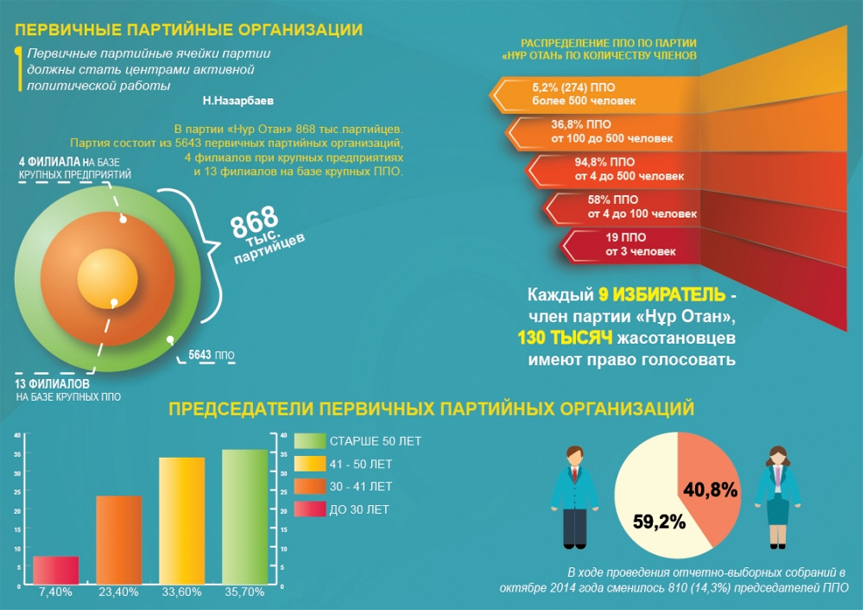 ПЕРВИЧНЫЕ ПАРТИЙНЫЕ ОРГАНИЗАЦИИ
Первичные партийные ячейки партии
должны стать центрами активной
политической работы
Н.Назарбаев
В партии «Нур Отан» 868 тыс.партийцев.
Партия состоит из 5643 первичных партийных организаций,
4 филиалов при крупных предприятиях
и 13 филиалов на базе крупных ППО.
4 ФИЛИАЛА НА БАЗЕ
КРУПНЫХ ПРЕДПРИЯТИЙ
868
тыс.
партийцев
5643 ППО
13 ФИЛИАЛОВ
НА БАЗЕ КРУПНЫХ ППО
РАСПРЕДЕЛЕНИЕ ППО ПО ПАРТИИ
«НҰР ОТАН» ПО КОЛИЧЕСТВУ ЧЛЕНОВ
5,2% (274) ППО
более 500 человек
36,8% ППО
от 100 до 500 человек
94,8% ППО
от 4 до 500 человек
58% ППО
от 4 до 100 человек
19 ППО
от 3 человек
Каждый 9 ИЗБИРАТЕЛЬ -
член партии «Нұр Отан»,
130 ТЫСЯЧ жасотановцев
имеют право голосовать
ПРЕДСЕДАТЕЛИ ПЕРВИЧНЫХ ПАРТИЙНЫХ ОРГАНИЗАЦИЙ
40
35
30
25
20
15
10
5
0
7,40%
23,40%
33,60%
35,70%
40
35
30
25
20
15
10
5
0
СТАРШЕ 50 ЛЕТ
41 - 50 ЛЕТ
30 - 41 ЛЕТ
ДО 30 ЛЕТ
40,8%
59,2%
В ходе проведения отчетно-выборных собраний в
октябре 2014 года сменилось 810 (14,3%) председателей ППО